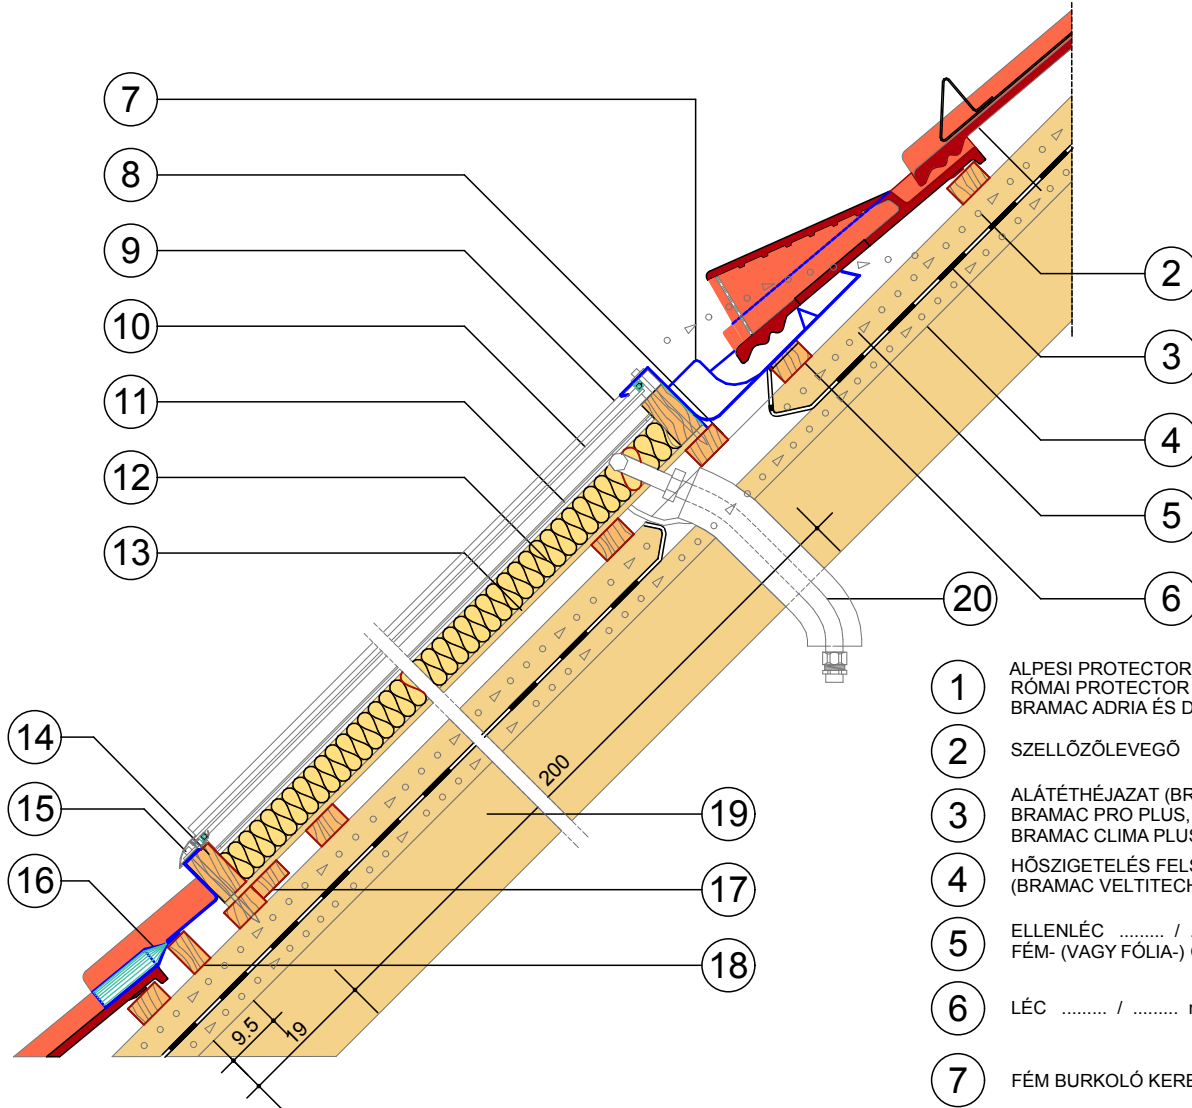 7
8
9
10
11
12
13
14
15
16
2
3
4
5
6
20
19
17
18
200
9.5
19
1 ALPESI PROTECTOR
RÓMAI PROTECTOR
BRAMAC ADRIA ÉS D
2 SZELLŐZŐLEVEGŐ
3 ALÁTÉTHÉJAZAT (BR
BRAMAC PRO PLUS,
BRAMAC CLIMA PLUS
4 HŐSZIGETELÉS FELS
(BRAMAC VELTITECH
5 ELLENLÉC ......... /
FÉM- (VAGY FÓLIA-)
6 LÉC ......... / .........
7 FÉM BURKOLÓ KERE